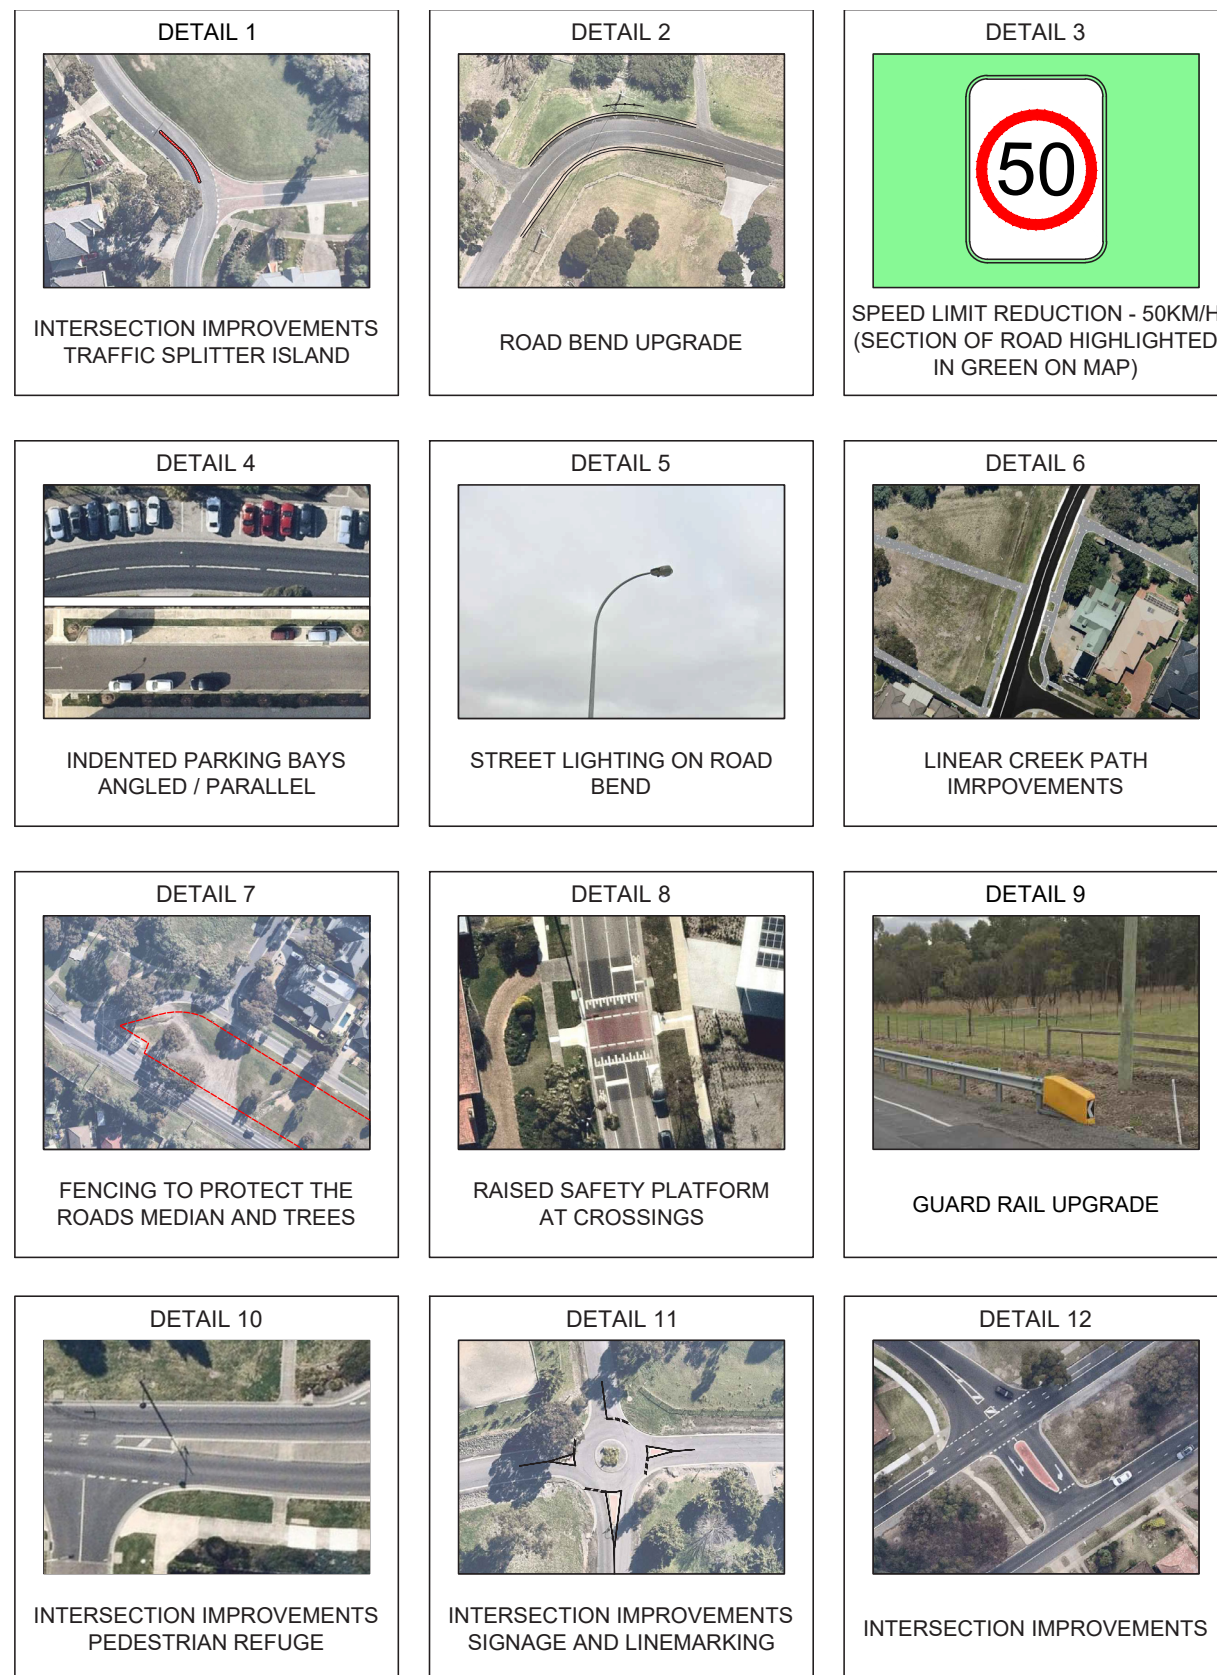 DETAIL 1
INTERSECTION IMPROVEMENTS
TRAFFIC SPLITTER ISLAND
DETAIL 2
ROAD BEND UPGRADE
DETAIL 3
50
SPEED LIMIT REDUCTION - 50KM/H
(SECTION OF ROAD HIGHLIGHTED
IN GREEN ON MAP)
DETAIL 4
INDENTED PARKING BAYS
ANGLED / PARALLEL
DETAIL 5
STREET LIGHTING ON ROAD
BEND
DETAIL 6
LINEAR CREEK PATH
IMRPOVEMENTS
DETAIL 7
FENCING TO PROTECT THE
ROADS MEDIAN AND TREES
DETAIL 8
RAISED SAFETY PLATFORM
AT CROSSINGS
DETAIL 9
GUARD RAIL UPGRADE
DETAIL 10
INTERSECTION IMPROVEMENTS
PEDESTRIAN REFUGE
DETAIL 11
INTERSECTION IMPROVEMENTS
SIGNAGE AND LINEMARKING
DETAIL 12
INTERSECTION IMPROVEMENTS